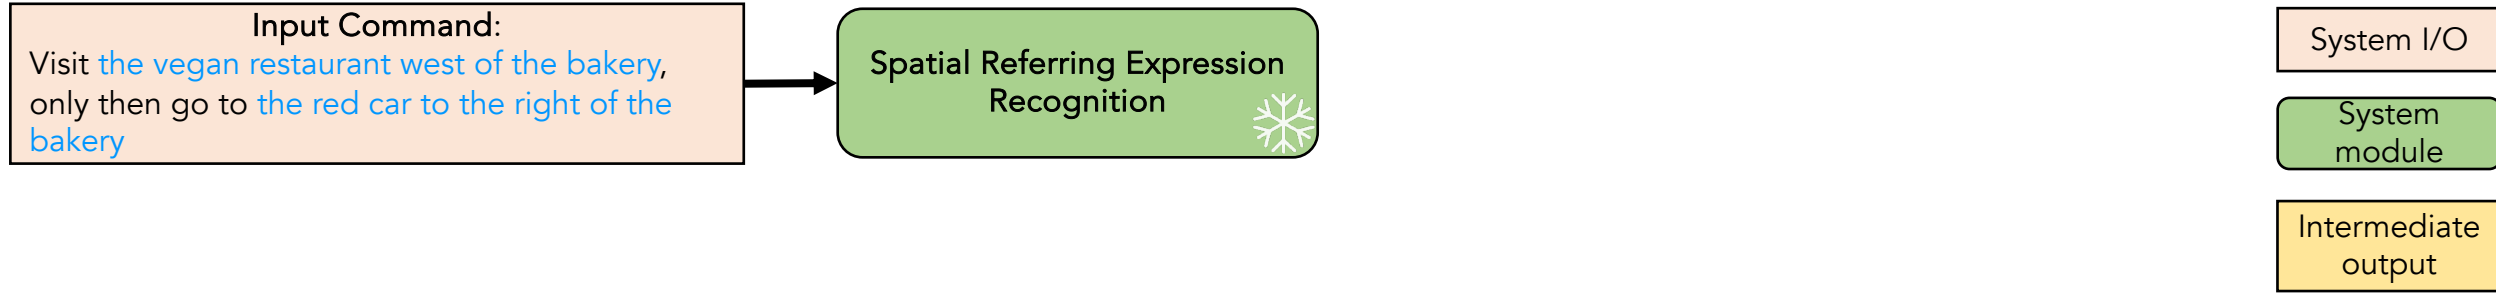 Input Command:
Visit the vegan restaurant west of the bakery,
only then go to the red car to the right of the
bakery
Spatial Referring Expression
Recognition
System I/O
System
module
Intermediate
output